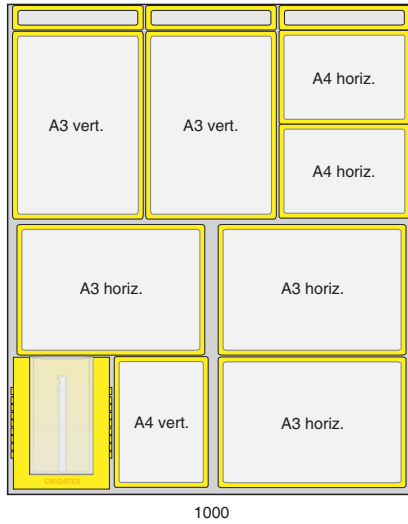 A3 vert.
A3 vert.
A4 horiz.
A4 horiz.
A3 horiz.
A3 horiz.
A4 vert.
A3 horiz.
ORGATEX
1000